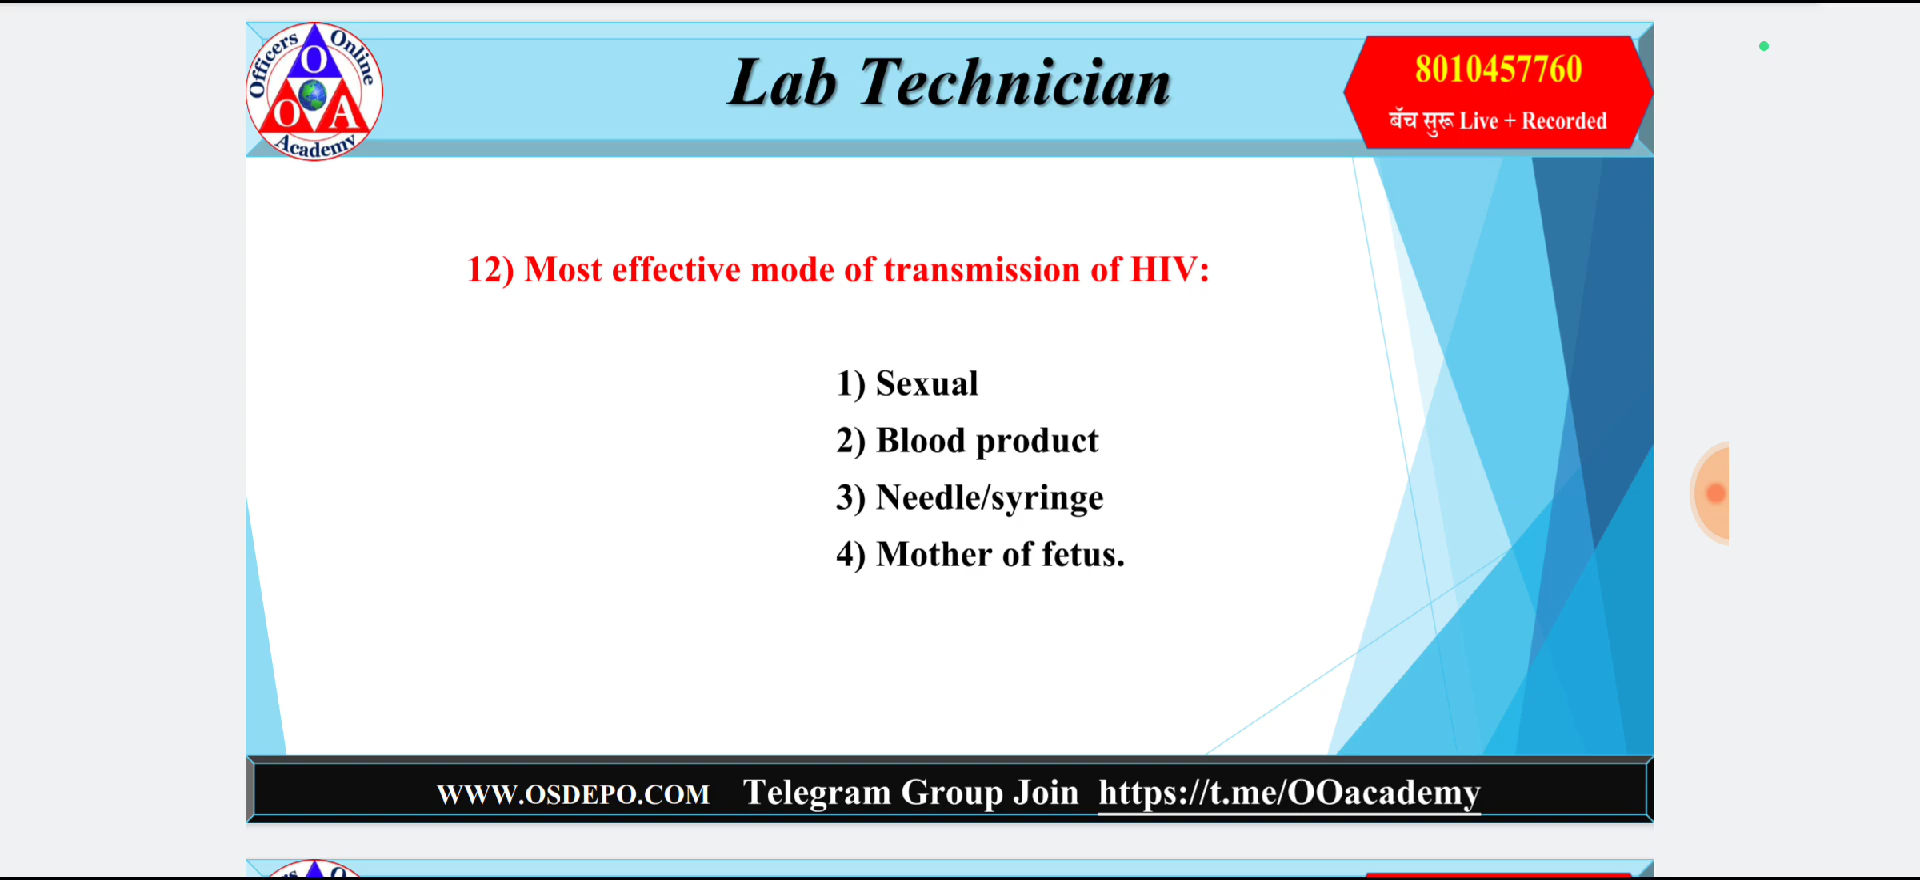 Officers Online Academy
O
O A
Lab Technician
8010457760
बॅच सुरू Live + Recorded
12) Most effective mode of transmission of HIV:
1) Sexual
2) Blood product
3) Needle/syringe
4) Mother of fetus.
WWW.OSDEPO.COM Telegram Group Join https://t.me/OOacademy